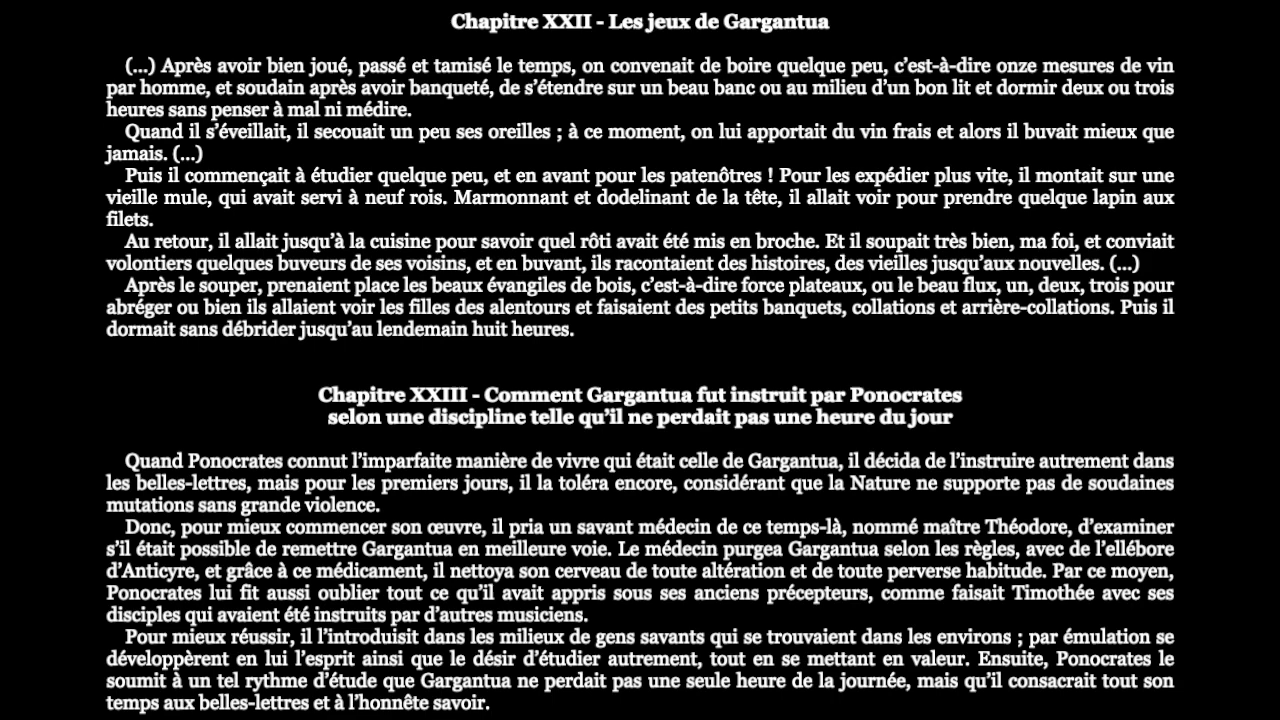 Chapitre XXII - Les jeux de Gargantua
(...) Après avoir bien joué, passé et tamisé le temps, on convenait de boire quelque peu, c’est-à-dire onze mesures de vin
par homme, et soudain après avoir banqueté, de s’étendre sur un beau banc ou au milieu d’un bon lit et dormir deux ou trois
heures sans penser à mal ni médire.
Quand il s’éveillait, il secouait un peu ses oreilles ; à ce moment, on lui apportait du vin frais et alors il buvait mieux que
jamais. (...)
Puis il commençait à étudier quelque peu, et en avant pour les patenôtres ! Pour les expédier plus vite, il montait sur une
vieille mule, qui avait servi à neuf rois. Marmonnant et dodelinant de la tête, il allait voir pour prendre quelque lapin aux
filets.
Au retour, il allait jusqu’à la cuisine pour savoir quel rôti avait été mis en broche. Et il soupait très bien, ma foi, et conviait
volontiers quelques buveurs de ses voisins, et en buvant, ils racontaient des histoires, des vieilles jusqu’aux nouvelles. (...)
Après le souper, prenaient place les beaux évangiles de bois, c’est-à-dire force plateaux, ou le beau flux, un, deux, trois pour
abréger ou bien ils allaient voir les filles des alentours et faisaient des petits banquets, collations et arrière-collations. Puis il
dormait sans débrider jusqu’au lendemain huit heures.
Chapitre XXIII - Comment Gargantua fut instruit par Ponocrates
selon une discipline telle qu’il ne perdait pas une heure du jour
Quand Ponocrates connut l’imparfaite manière de vivre qui était celle de Gargantua, il décida de l’instruire autrement dans
les belles-lettres, mais pour les premiers jours, il la toléra encore, considérant que la Nature ne supporte pas de soudaines
mutations sans grande violence.
Donc, pour mieux commencer son œuvre, il pria un savant médecin de ce temps-là, nommé maître Théodore, d’examiner
s’il était possible de remettre Gargantua en meilleure voie. Le médecin purgea Gargantua selon les règles, avec de l’ellébore
d’Anticyre, et grâce à ce médicament, il nettoya son cerveau de toute altération et de toute perverse habitude. Par ce moyen,
Ponocrates lui fit aussi oublier tout ce qu’il avait appris sous ses anciens précepteurs, comme faisait Timothée avec ses
disciples qui avaient été instruits par d’autres musiciens.
Pour mieux réussir, il l’introduisit dans les milieux de gens savants qui se trouvaient dans les environs ; par émulation se
développèrent en lui l’esprit ainsi que le désir d’étudier autrement, tout en se mettant en valeur. Ensuite, Ponocrates le
soumit à un tel rythme d’étude que Gargantua ne perdait pas une seule heure de la journée, mais qu’il consacrait tout son
temps aux belles-lettres et à l’honnête savoir.